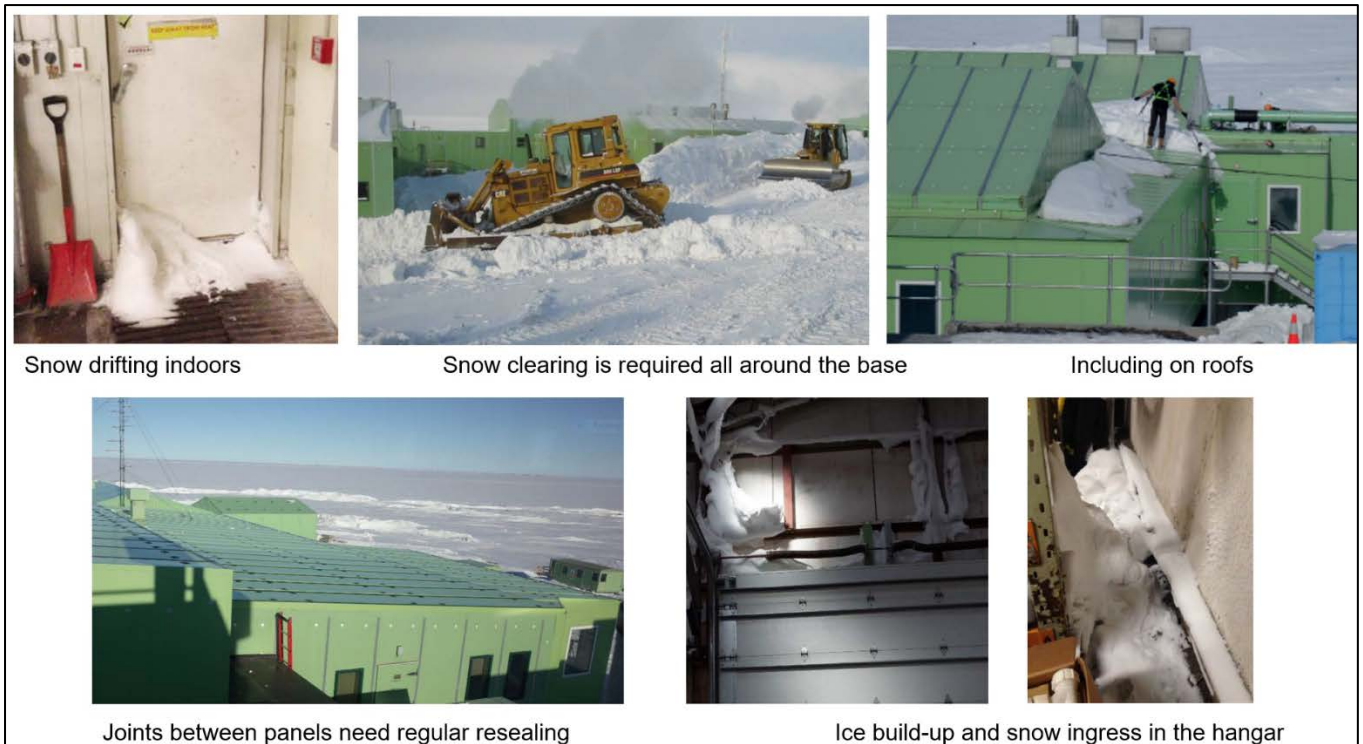 Snow drifting indoors
Snow clearing is required all around the base
Including on roofs
Joints between panels need regular resealing
Ice build-up and snow ingress in the hangar